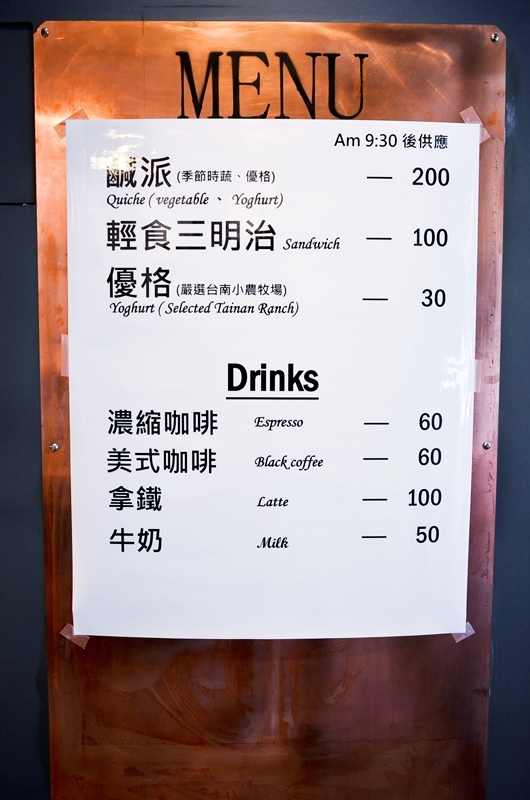 MENU
Am 9:30 後供應
鹹派 (季節時蔬、優格) — 200
Quiche ( vegetable 、 Yoghurt)
輕食三明治 Sandwich — 100
優格 (嚴選台南小農牧場) — 30
Yoghurt ( Selected Tainan Ranch)
Drinks
濃縮咖啡 Espresso — 60
美式咖啡 Black coffee — 60
拿鐵 Latte — 100
牛奶 Milk — 50